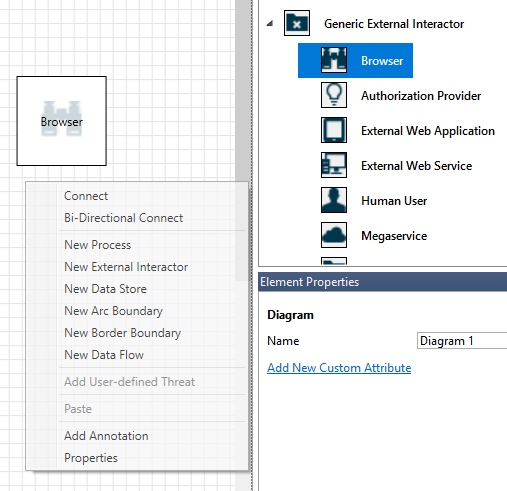 Browser
Connect
Bi-Directional Connect
New Process
New External Interactor
New Data Store
New Arc Boundary
New Border Boundary
New Data Flow
Add User-defined Threat
Paste
Add Annotation
Properties
Generic External Interactor
Browser
Authorization Provider
External Web Application
External Web Service
Human User
Megaservice
Element Properties
Diagram
Name Diagram 1
Add New Custom Attribute